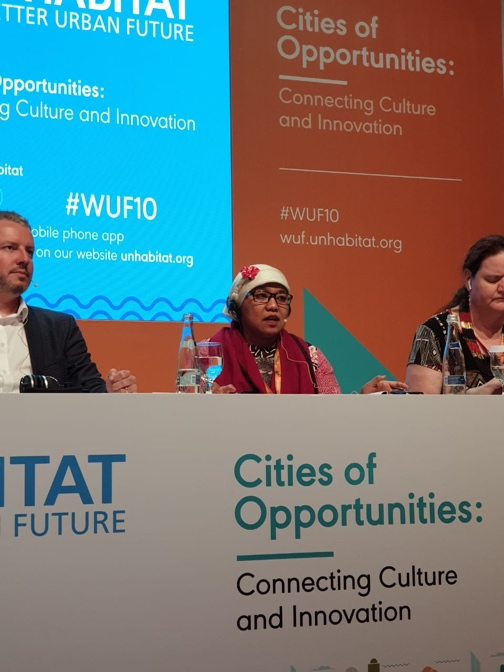 HABITAT
TTER URBAN FUTURE
Opportunities:
g Culture and Innovation
bitat
#WUF10
obile phone app
on our website unhabitat.org
Cities of
Opportunities:
Connecting Culture
and Innovation
#WUF10
wuf.unhabitat.org
ITAT
FUTURE
Cities of
Opportunities:
Connecting Culture
and Innovation